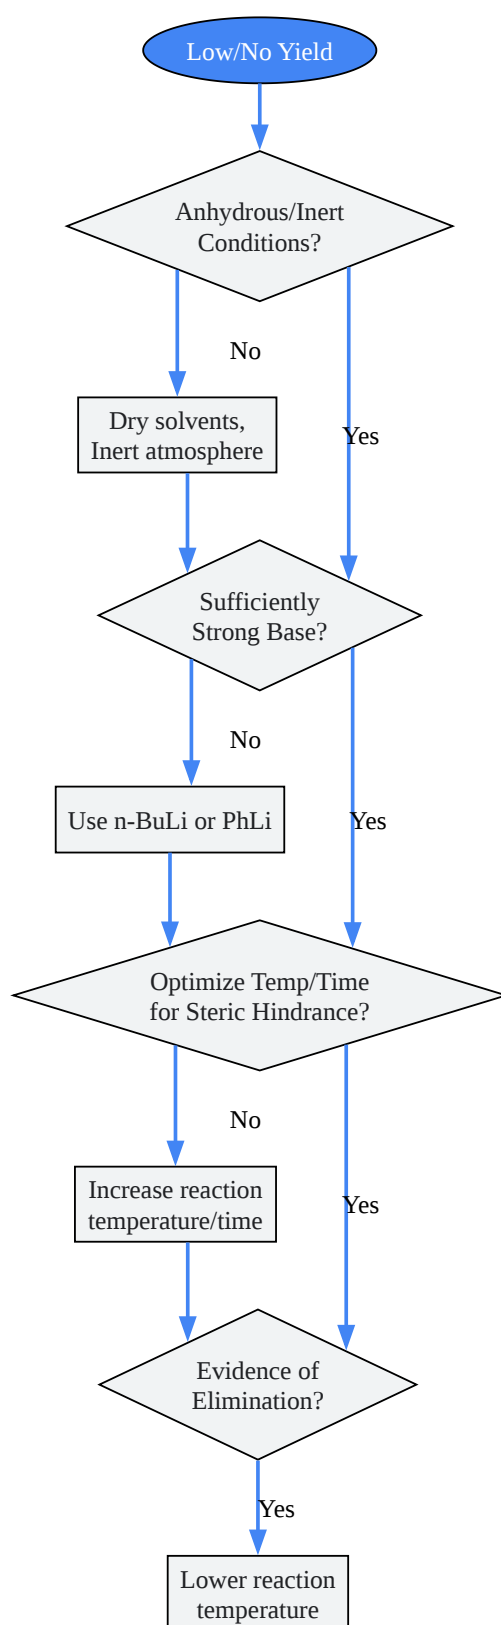 Low/No Yield
Anhydrous/Inert
Conditions?
No
Dry solvents,
Inert atmosphere
Yes
Sufficiently
Strong Base?
No
Use n-BuLi or PhLi
Yes
Optimize Temp/Time
for Steric Hindrance?
No
Increase reaction
temperature/time
Yes
Evidence of
Elimination?
Yes
Lower reaction
temperature